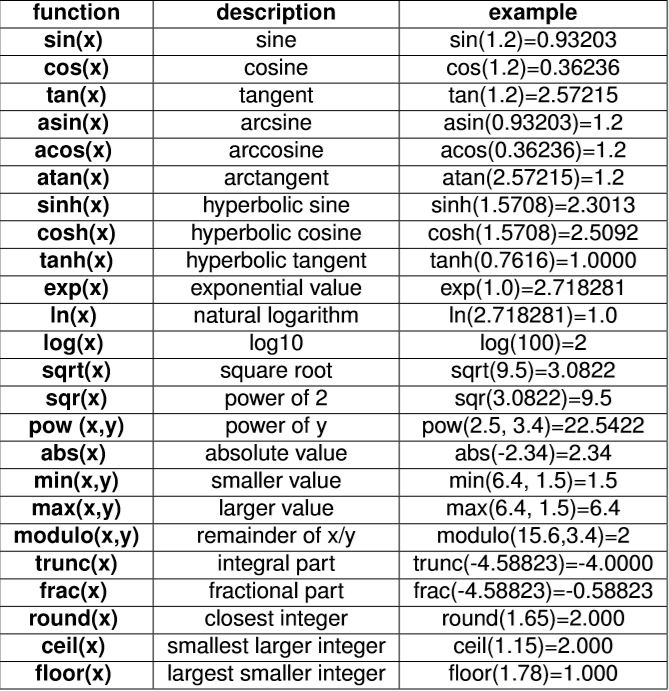 function description example
sin(x) sine sin(1.2)=0.93203
cos(x) cosine cos(1.2)=0.36236
tan(x) tangent tan(1.2)=2.57215
asin(x) arcsine asin(0.93203)=1.2
acos(x) arccosine acos(0.36236)=1.2
atan(x) arctangent atan(2.57215)=1.2
sinh(x) hyperbolic sine sinh(1.5708)=2.3013
cosh(x) hyperbolic cosine cosh(1.5708)=2.5092
tanh(x) hyperbolic tangent tanh(0.7616)=1.0000
exp(x) exponential value exp(1.0)=2.718281
ln(x) natural logarithm ln(2.718281)=1.0
log(x) log10 log(100)=2
sqrt(x) square root sqrt(9.5)=3.0822
sqr(x) power of 2 sqr(3.0822)=9.5
pow (x,y) power of y pow(2.5, 3.4)=22.5422
abs(x) absolute value abs(-2.34)=2.34
min(x,y) smaller value min(6.4, 1.5)=1.5
max(x,y) larger value max(6.4, 1.5)=6.4
modulo(x,y) remainder of x/y modulo(15.6,3.4)=2
trunc(x) integral part trunc(-4.58823)=-4.0000
frac(x) fractional part frac(-4.58823)=-0.58823
round(x) closest integer round(1.65)=2.000
ceil(x) smallest larger integer ceil(1.15)=2.000
floor(x) largest smaller integer floor(1.78)=1.000